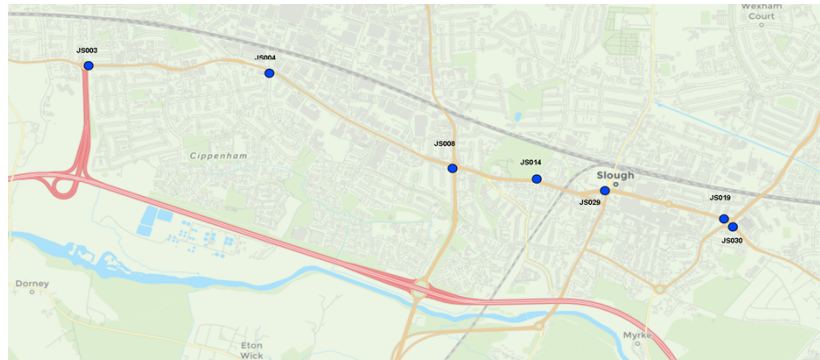 Wexham
Court
JS003
JS004
Cippenham
JS008
JS014
Slough
JS029
JS019
JS030
Dorney
Eton
Wick
Myrke